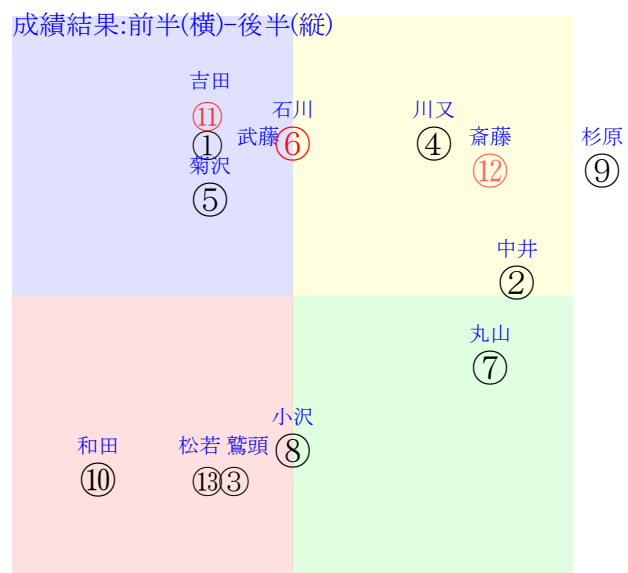 成績結果:前半(横)-後半(縦)
吉田
⑪
石川
川又
武藤
斎藤
杉原
①
⑥
④
菊沢
⑫
⑨
⑤
中井
②
丸山
⑦
小沢
和田
松若
鷲頭
⑧
⑩
⑬
③